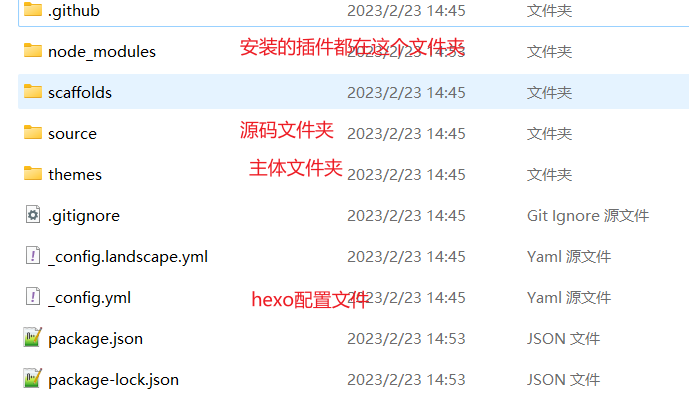 .github 2023/2/23 14:45 文件夹
node_modules 安装的插件都在这个文件夹 2023/2/23 14:53 文件夹
scaffolds 2023/2/23 14:45 文件夹
source 源码文件夹 2023/2/23 14:45 文件夹
themes 主体文件夹 2023/2/23 14:45 文件夹
.gitignore 2023/2/23 14:45 Git Ignore 源文件
_config.landscape.yml 2023/2/23 14:45 Yaml 源文件
_config.yml hexo配置文件 2023/2/23 14:45 Yaml 源文件
package.json 2023/2/23 14:53 JSON 文件
package-lock.json 2023/2/23 14:53 JSON 文件